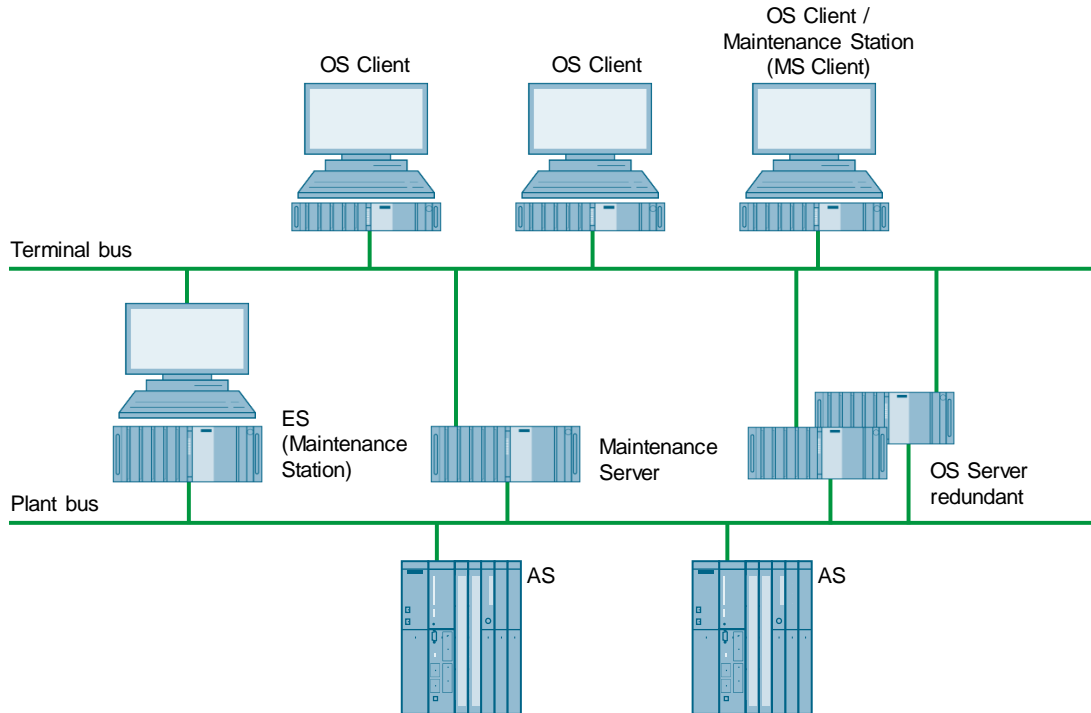 OS Client
OS Client
OS Client /
Maintenance Station
(MS Client)
Terminal bus
ES
(Maintenance
Station)
Maintenance
Server
OS Server
redundant
Plant bus
AS
AS